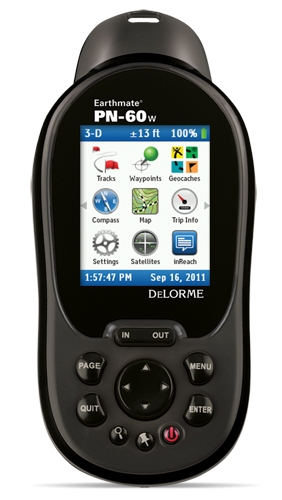 Earthmate®
PN-60w
3-D ±13 ft 100%
Tracks Waypoints Geocaches
Compass Map Trip Info
Settings Satellites inReach
1:57:47 PM Sep 16, 2011
DELORME
IN OUT
PAGE MENU
QUIT ENTER